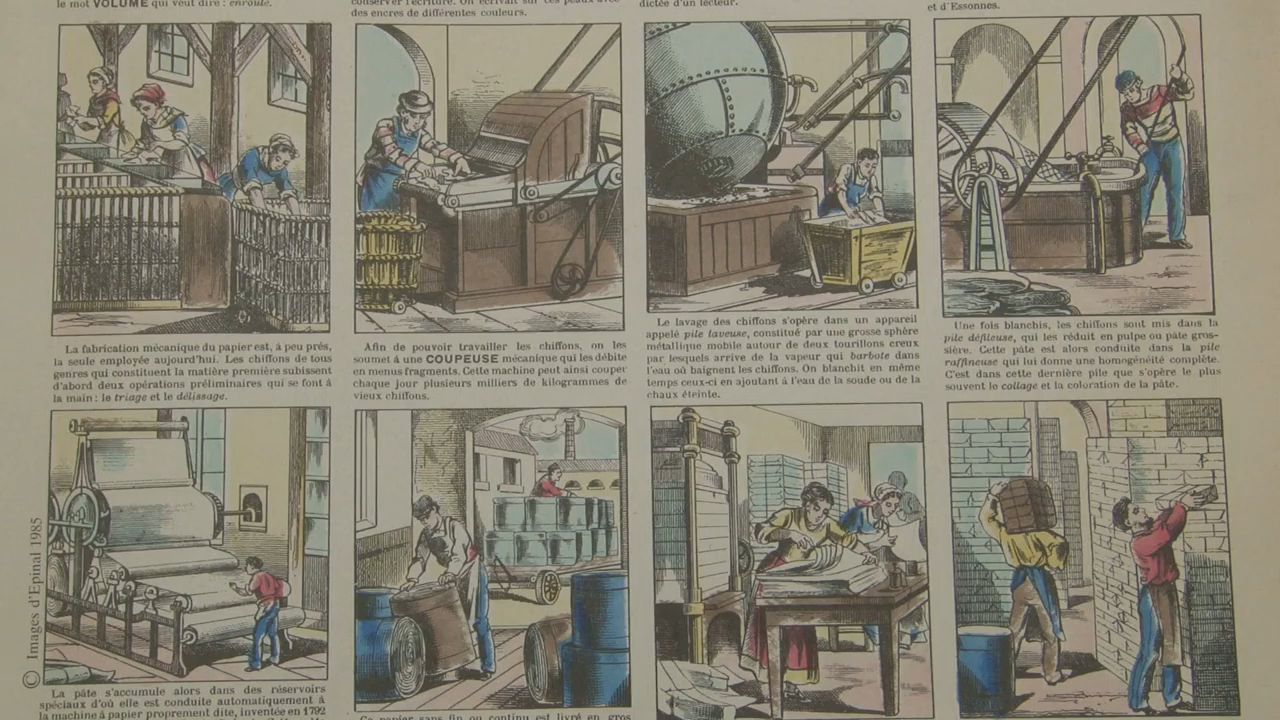 le mot VOLUME qui veut dire : enroulé.
conserver l'écriture. On écrivait sur ces peaux avec
des encres de différentes couleurs.
dictée d'un lecteur.
et d'Essonnes.
La fabrication mécanique du papier est, à peu prés,
la seule employée aujourd'hui. Les chiffons de tous
genres qui constituent la matière première subissent
d'abord deux opérations préliminaires qui se font à
la main : le triage et le délissage.
Afin de pouvoir travailler les chiffons, on les
soumet à une COUPEUSE mécanique qui les débite
en menus fragments. Cette machine peut ainsi couper
chaque jour plusieurs milliers de kilogrammes de
vieux chiffons.
Le lavage des chiffons s'opère dans un appareil
appelé pile laveuse, constitué par une grosse sphère
métallique mobile autour de deux tourillons creux
par lesquels arrive de la vapeur qui barbote dans
l'eau où baignent les chiffons. On blanchit en même
temps ceux-ci en ajoutant à l'eau de la soude ou de la
chaux éteinte.
Une fois blanchis, les chiffons sont mis dans la
pile défileuse, qui les réduit en pulpe ou pâte gros-
sière. Cette pâte est alors conduite dans la pile
raffineuse qui lui donne une homogénéité complète.
C'est dans cette dernière pile que s'opère le plus
souvent le collage et la coloration de la pâte.
© Images d'Epinal 1985
La pâte s'accumule alors dans des réservoirs
spéciaux d'où elle est conduite automatiquement à
la machine à papier proprement dite, inventée en 1792
Ce papier sans fin ou continu est livré en gros